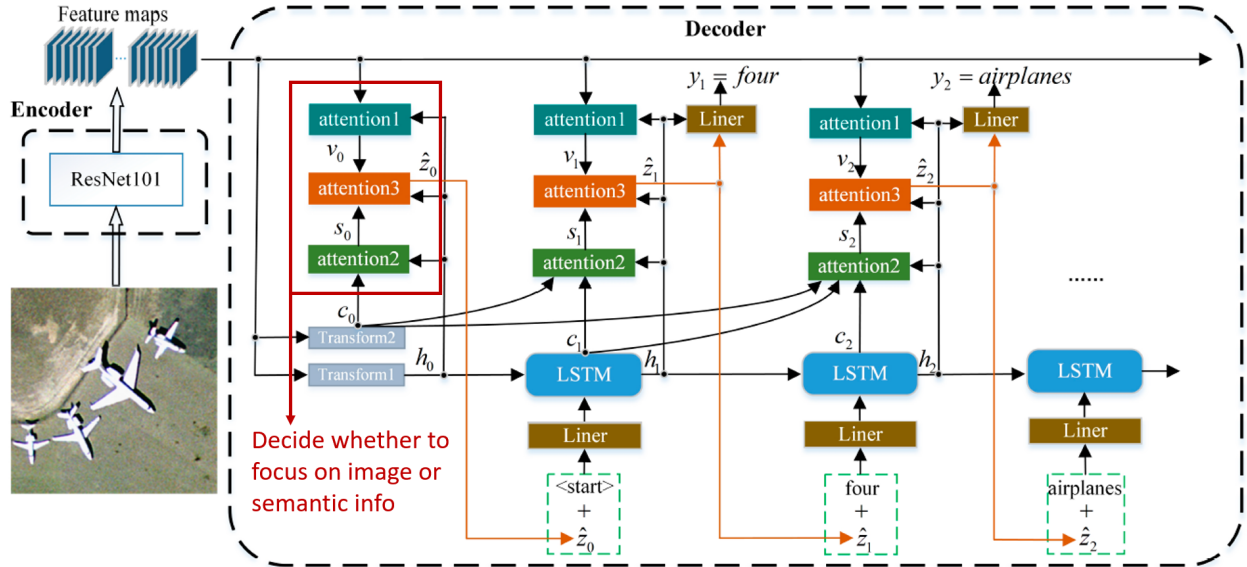 Feature maps
...
Decoder
Encoder
ResNet101
attention1
v₀
ẑ₀
attention3
s₀
attention2
c₀
Transform2
Transform1
h₀
Decide whether to
focus on image or
semantic info
y₁ = four
attention1
Liner
v₁
ẑ₁
attention3
s₁
attention2
c₁
LSTM
h₁
Liner
<start>
+
ẑ₀
y₂ = airplanes
attention1
Liner
v₂
ẑ₂
attention3
s₂
attention2
c₂
LSTM
h₂
Liner
four
+
ẑ₁
......
LSTM
Liner
airplanes
+
ẑ₂